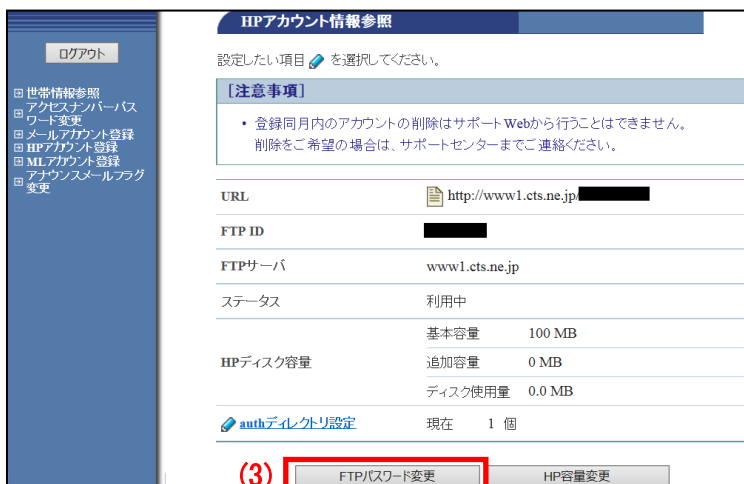 HPアカウント情報参照
ログアウト
設定したい項目 を選択してください。
世帯情報参照
アクセスナンバーパス
ワード変更
メールアカウント登録
HPアカウント登録
MLアカウント登録
アナウンスメールフラグ
変更
［注意事項］
• 登録同月内のアカウントの削除はサポートWebから行うことはできません。
削除をご希望の場合は、サポートセンターまでご連絡ください。
URL http://www1.cts.ne.jp/
FTP ID
FTPサーバ www1.cts.ne.jp
ステータス 利用中
HPディスク容量
基本容量 100 MB
追加容量 0 MB
ディスク使用量 0.0 MB
authディレクトリ設定 現在 1 個
(3) FTPパスワード変更 HP容量変更